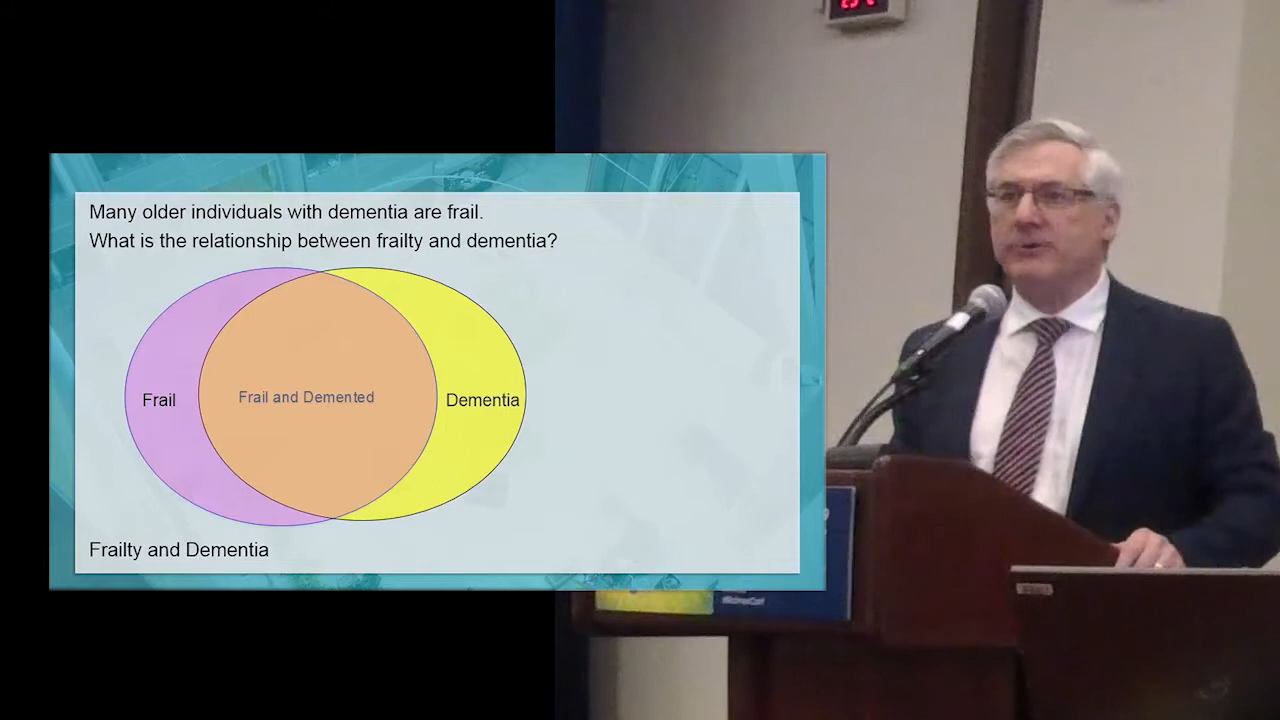 Many older individuals with dementia are frail.
What is the relationship between frailty and dementia?
Frail
Frail and Demented
Dementia
Frailty and Dementia